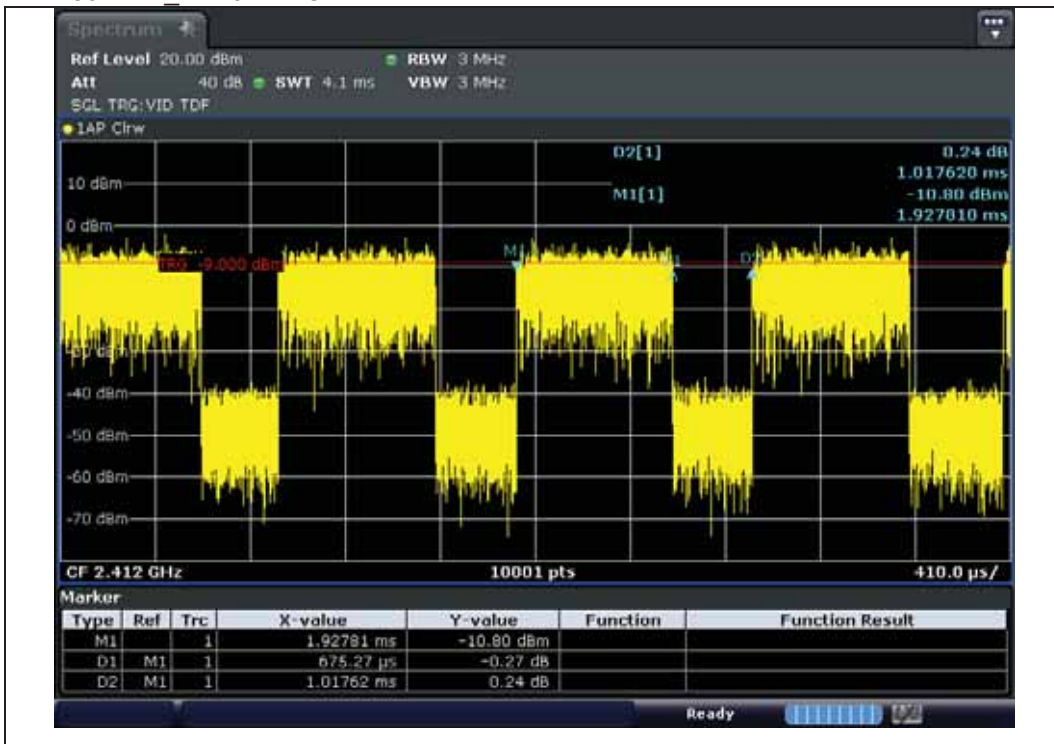 Spectrum
Ref Level 20.00 dBm RBW 3 MHz
Att 40 dB SWT 4.1 ms VBW 3 MHz
SGL TRG:VID TDF
1AP Clrw
D2[1] 0.24 dB
1.017620 ms
10 dBm
M1[1] -10.80 dBm
1.927810 ms
0 dBm
M1
D2
TRG -9.000 dBm
-40 dBm
-50 dBm
-60 dBm
-70 dBm
CF 2.412 GHz 10001 pts 410.0 µs/
Marker
Type Ref Trc X-value Y-value Function Function Result
M1 1 1.92781 ms -10.80 dBm
D1 M1 1 675.27 µs -0.27 dB
D2 M1 1 1.01762 ms 0.24 dB
Ready